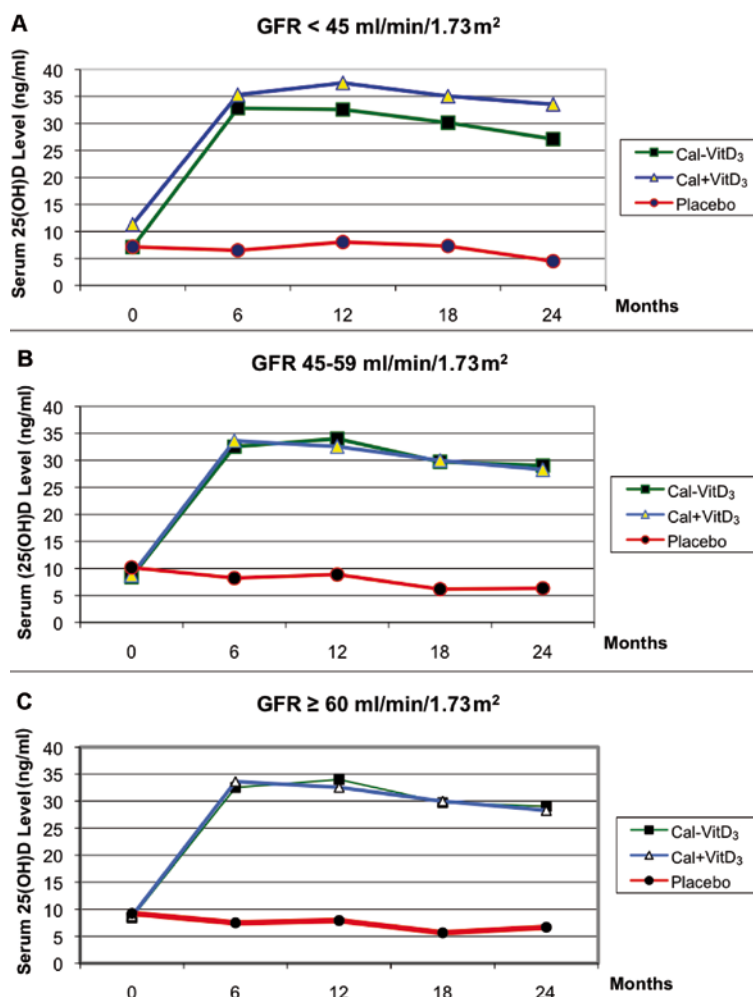 A
GFR < 45 ml/min/1.73m²
Serum 25(OH)D Level (ng/ml)
40
35
30
25
20
15
10
5
0
0 6 12 18 24 Months
Cal-VitD₃
Cal+VitD₃
Placebo
B
GFR 45-59 ml/min/1.73m²
Serum (25(OH)D Level (ng/ml)
40
35
30
25
20
15
10
5
0
0 6 12 18 24 Months
Cal-VitD₃
Cal+VitD₃
Placebo
C
GFR ≥ 60 ml/min/1.73m²
Serum 25(OH)D Level (ng/ml)
40
35
30
25
20
15
10
5
0
0 6 12 18 24 Months
Cal-VitD₃
Cal+VitD₃
Placebo